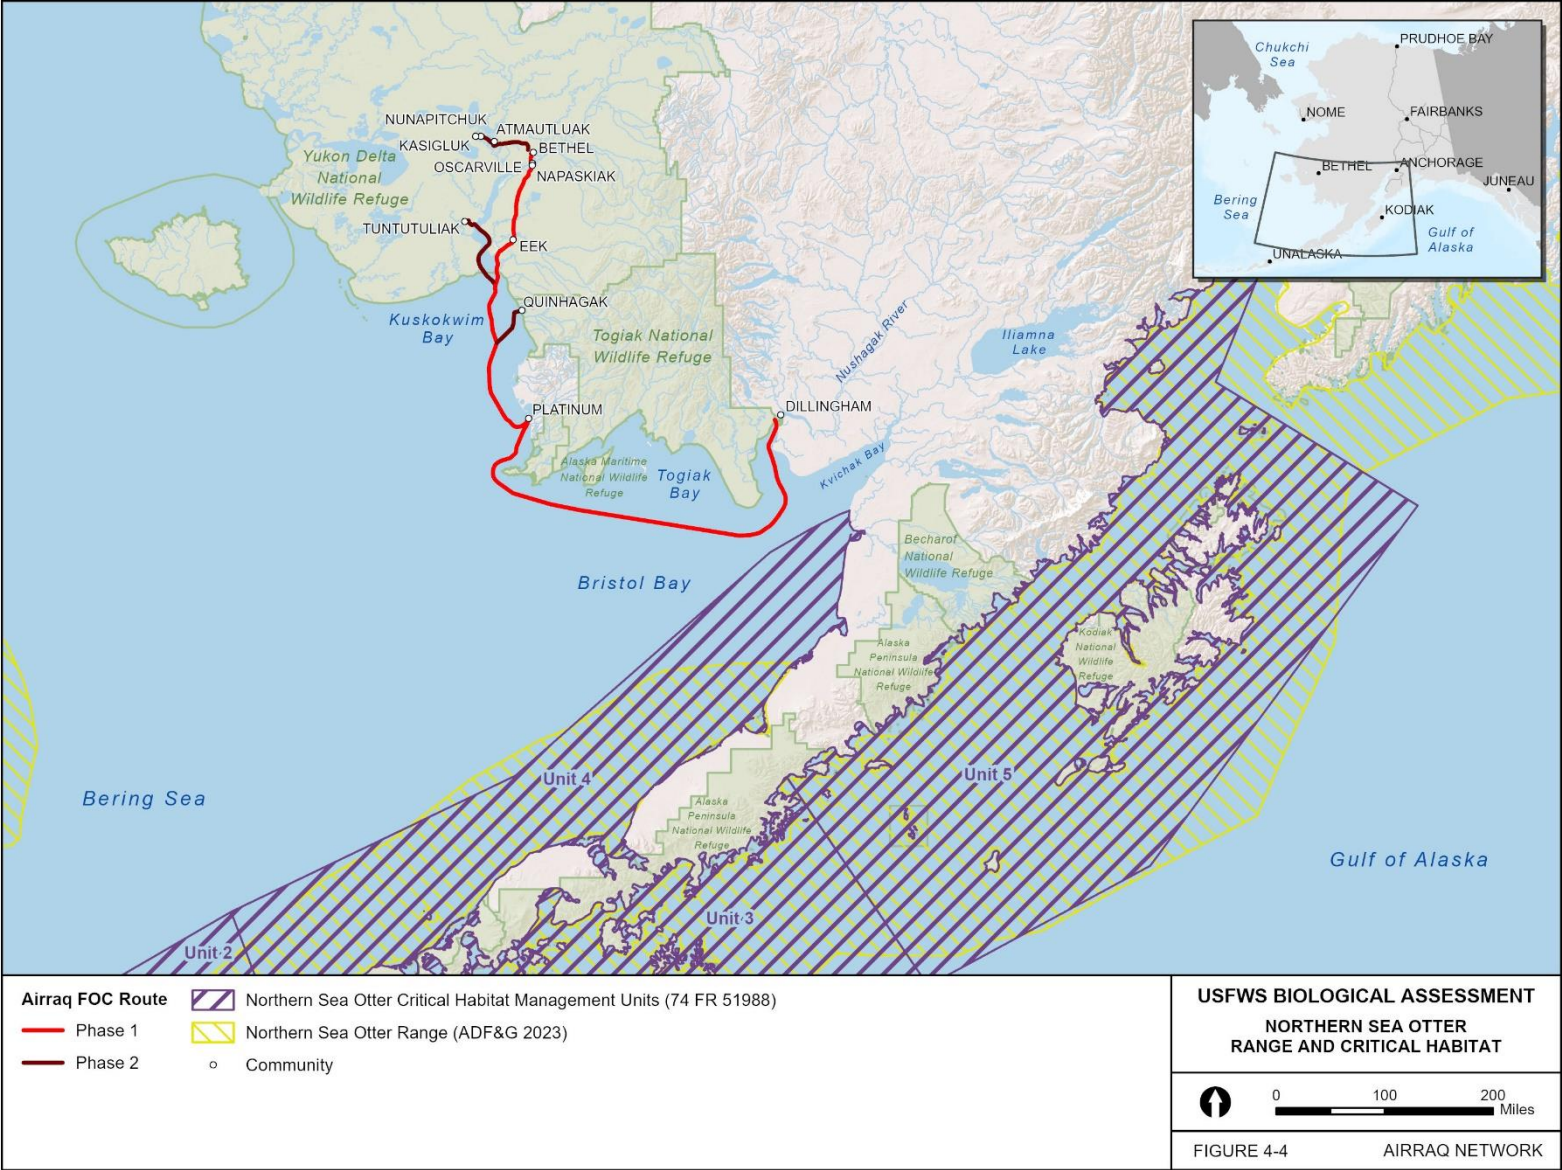 NUNAPITCHUK
ATMAUTLUAK
KASIGLUK
BETHEL
OSCARVILLE
NAPASKIAK
Yukon Delta
National
Wildlife Refuge
TUNTUTULIAK
EEK
QUINHAGAK
Kuskokwim
Bay
Togiak National
Wildlife Refuge
PLATINUM
DILLINGHAM
Nushagak River
Iliamna
Lake
Kvichak Bay
Alaska Maritime
National Wildlife
Refuge
Togiak
Bay
Becharof
National
Wildlife Refuge
Bristol Bay
Alaska
Peninsula
National Wildlife
Refuge
Kodiak
National
Wildlife
Refuge
Unit 4
Unit 5
Bering Sea
Alaska
Peninsula
National Wildlife
Refuge
Gulf of Alaska
Unit 3
Unit 2
Chukchi
Sea
PRUDHOE BAY
NOME
FAIRBANKS
BETHEL
ANCHORAGE
JUNEAU
Bering
Sea
KODIAK
Gulf of
Alaska
UNALASKA
Airraq FOC Route
Phase 1
Phase 2
Northern Sea Otter Critical Habitat Management Units (74 FR 51988)
Northern Sea Otter Range (ADF&G 2023)
Community
USFWS BIOLOGICAL ASSESSMENT
NORTHERN SEA OTTER
RANGE AND CRITICAL HABITAT
0 100 200
Miles
FIGURE 4-4 AIRRAQ NETWORK